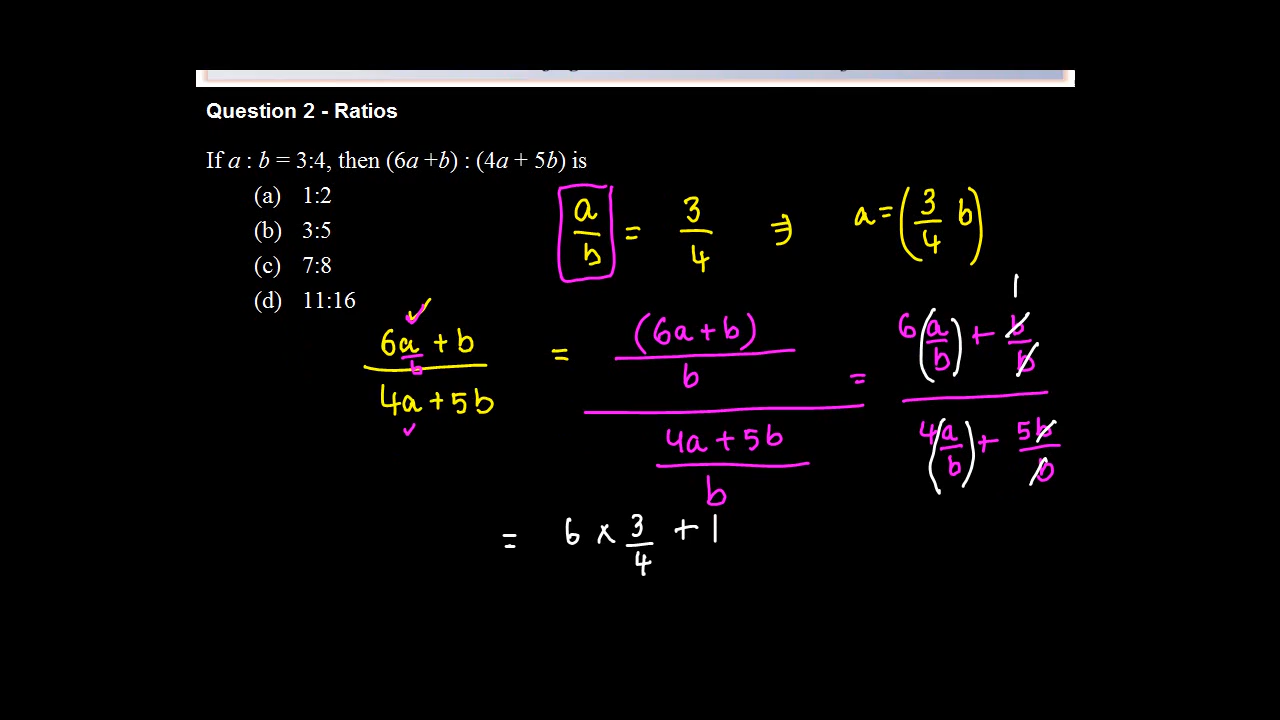 Question 2 - Ratios
If a : b = 3:4, then (6a +b) : (4a + 5b) is
(a) 1:2
(b) 3:5
(c) 7:8
(d) 11:16
a/b = 3/4 ⇒ a = (3/4 b)
(6a/b + b)/(4a + 5b) = ((6a + b)/b)/((4a + 5b)/b) = (6(a/b) + b/b 1)/(4(a/b) + 5b/b)
= 6 × 3/4 + 1